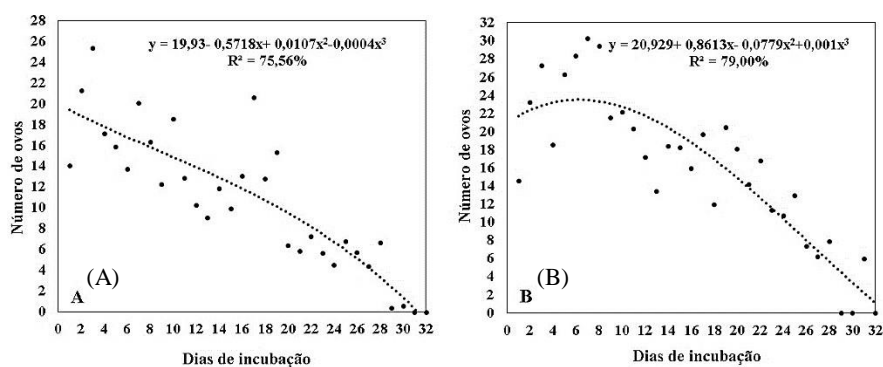 28
26
24
22
20
18
16
14
12
10
8
6
4
2
0
Número de ovos
y = 19,93- 0,5718x+ 0,0107x²-0,0004x³
R² = 75,56%
(A)
A
0 2 4 6 8 10 12 14 16 18 20 22 24 26 28 30 32
Dias de incubação
32
30
28
26
24
22
20
18
16
14
12
10
8
6
4
2
0
Número de ovos
y = 20,929+ 0,8613x- 0,0779x²+0,001x³
R² = 79,00%
(B)
B
0 2 4 6 8 10 12 14 16 18 20 22 24 26 28 30 32
Dias de incubação